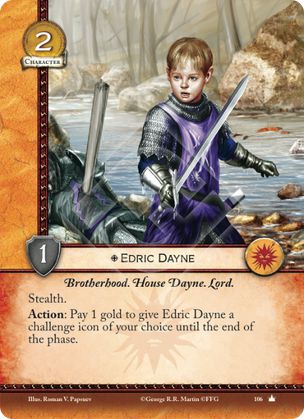 2
CHARACTER
1
EDRIC DAYNE
Brotherhood. House Dayne. Lord.
Stealth.
Action: Pay 1 gold to give Edric Dayne a
challenge icon of your choice until the end of
the phase.
Illus. Roman V. Papsuev
©George R.R. Martin ©FFG
106